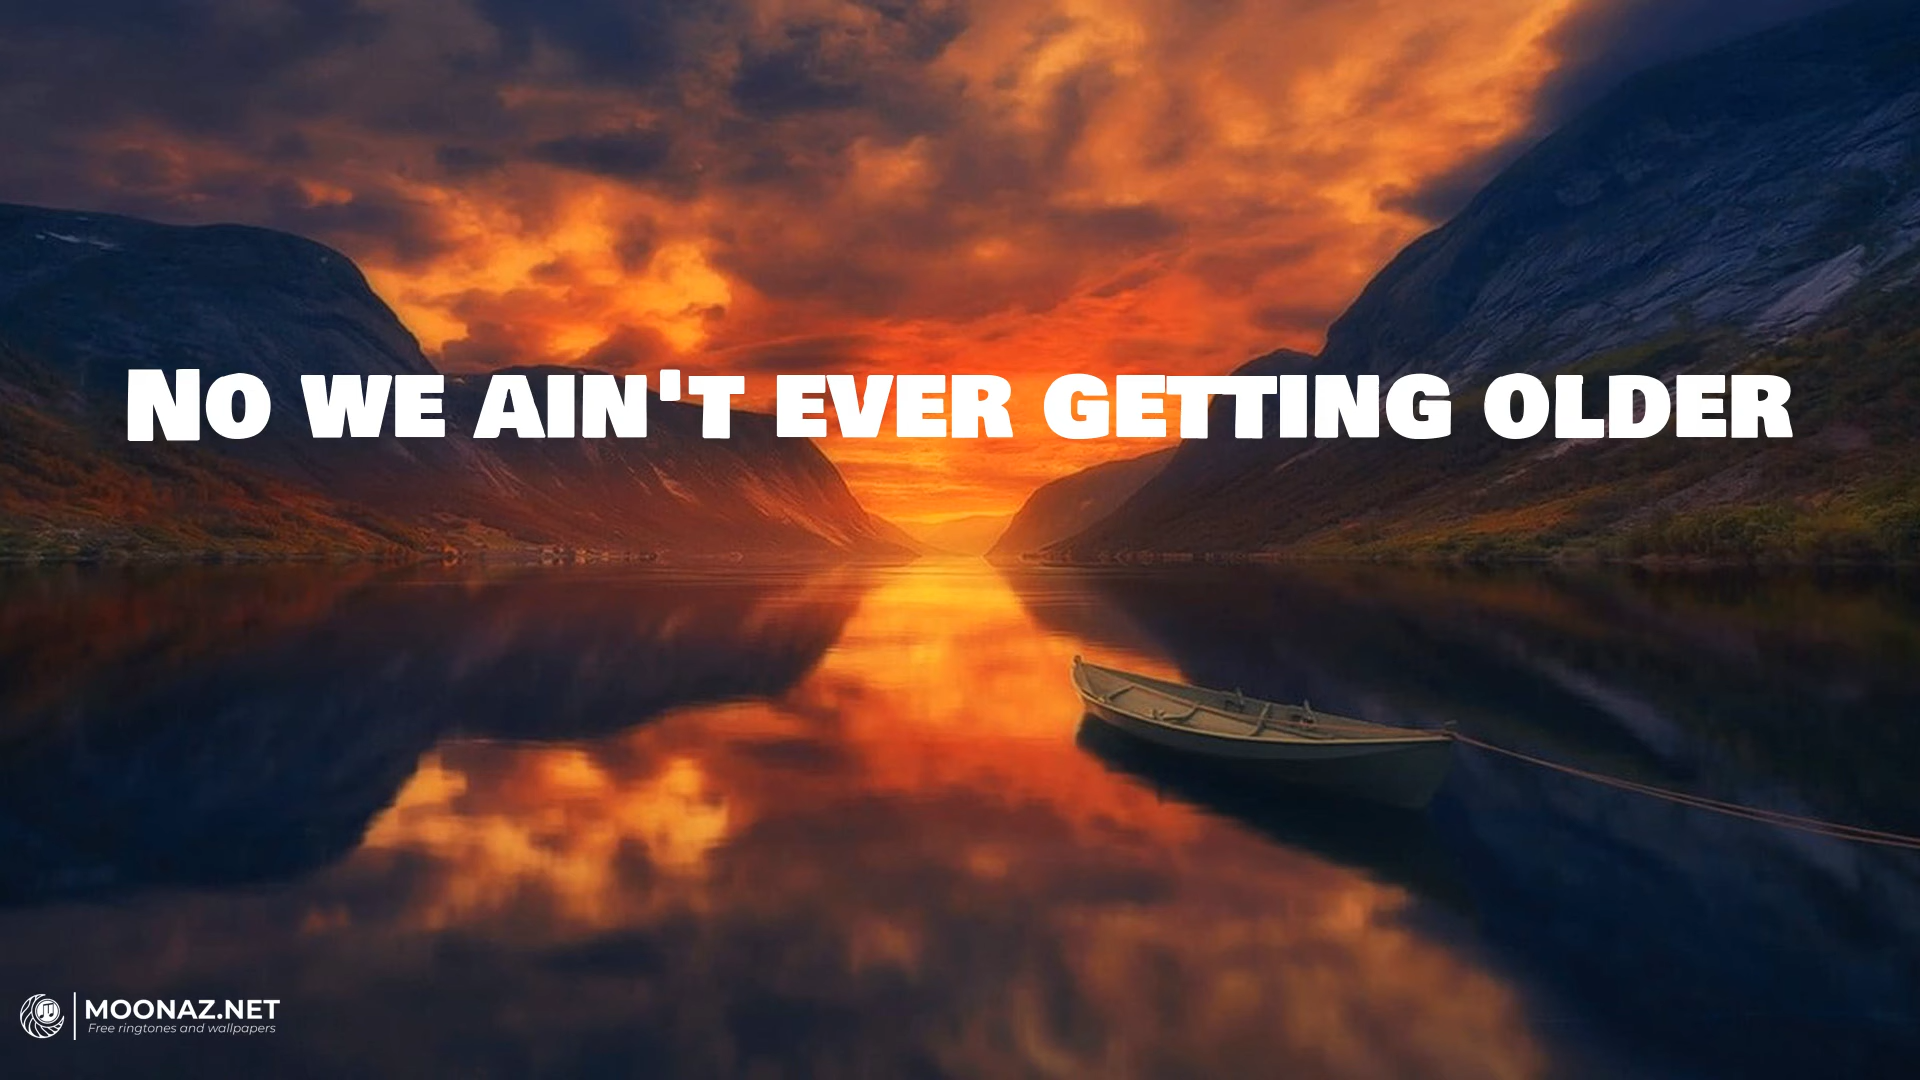 No we ain't ever getting older
MOONAZ.NET
Free ringtones and wallpapers